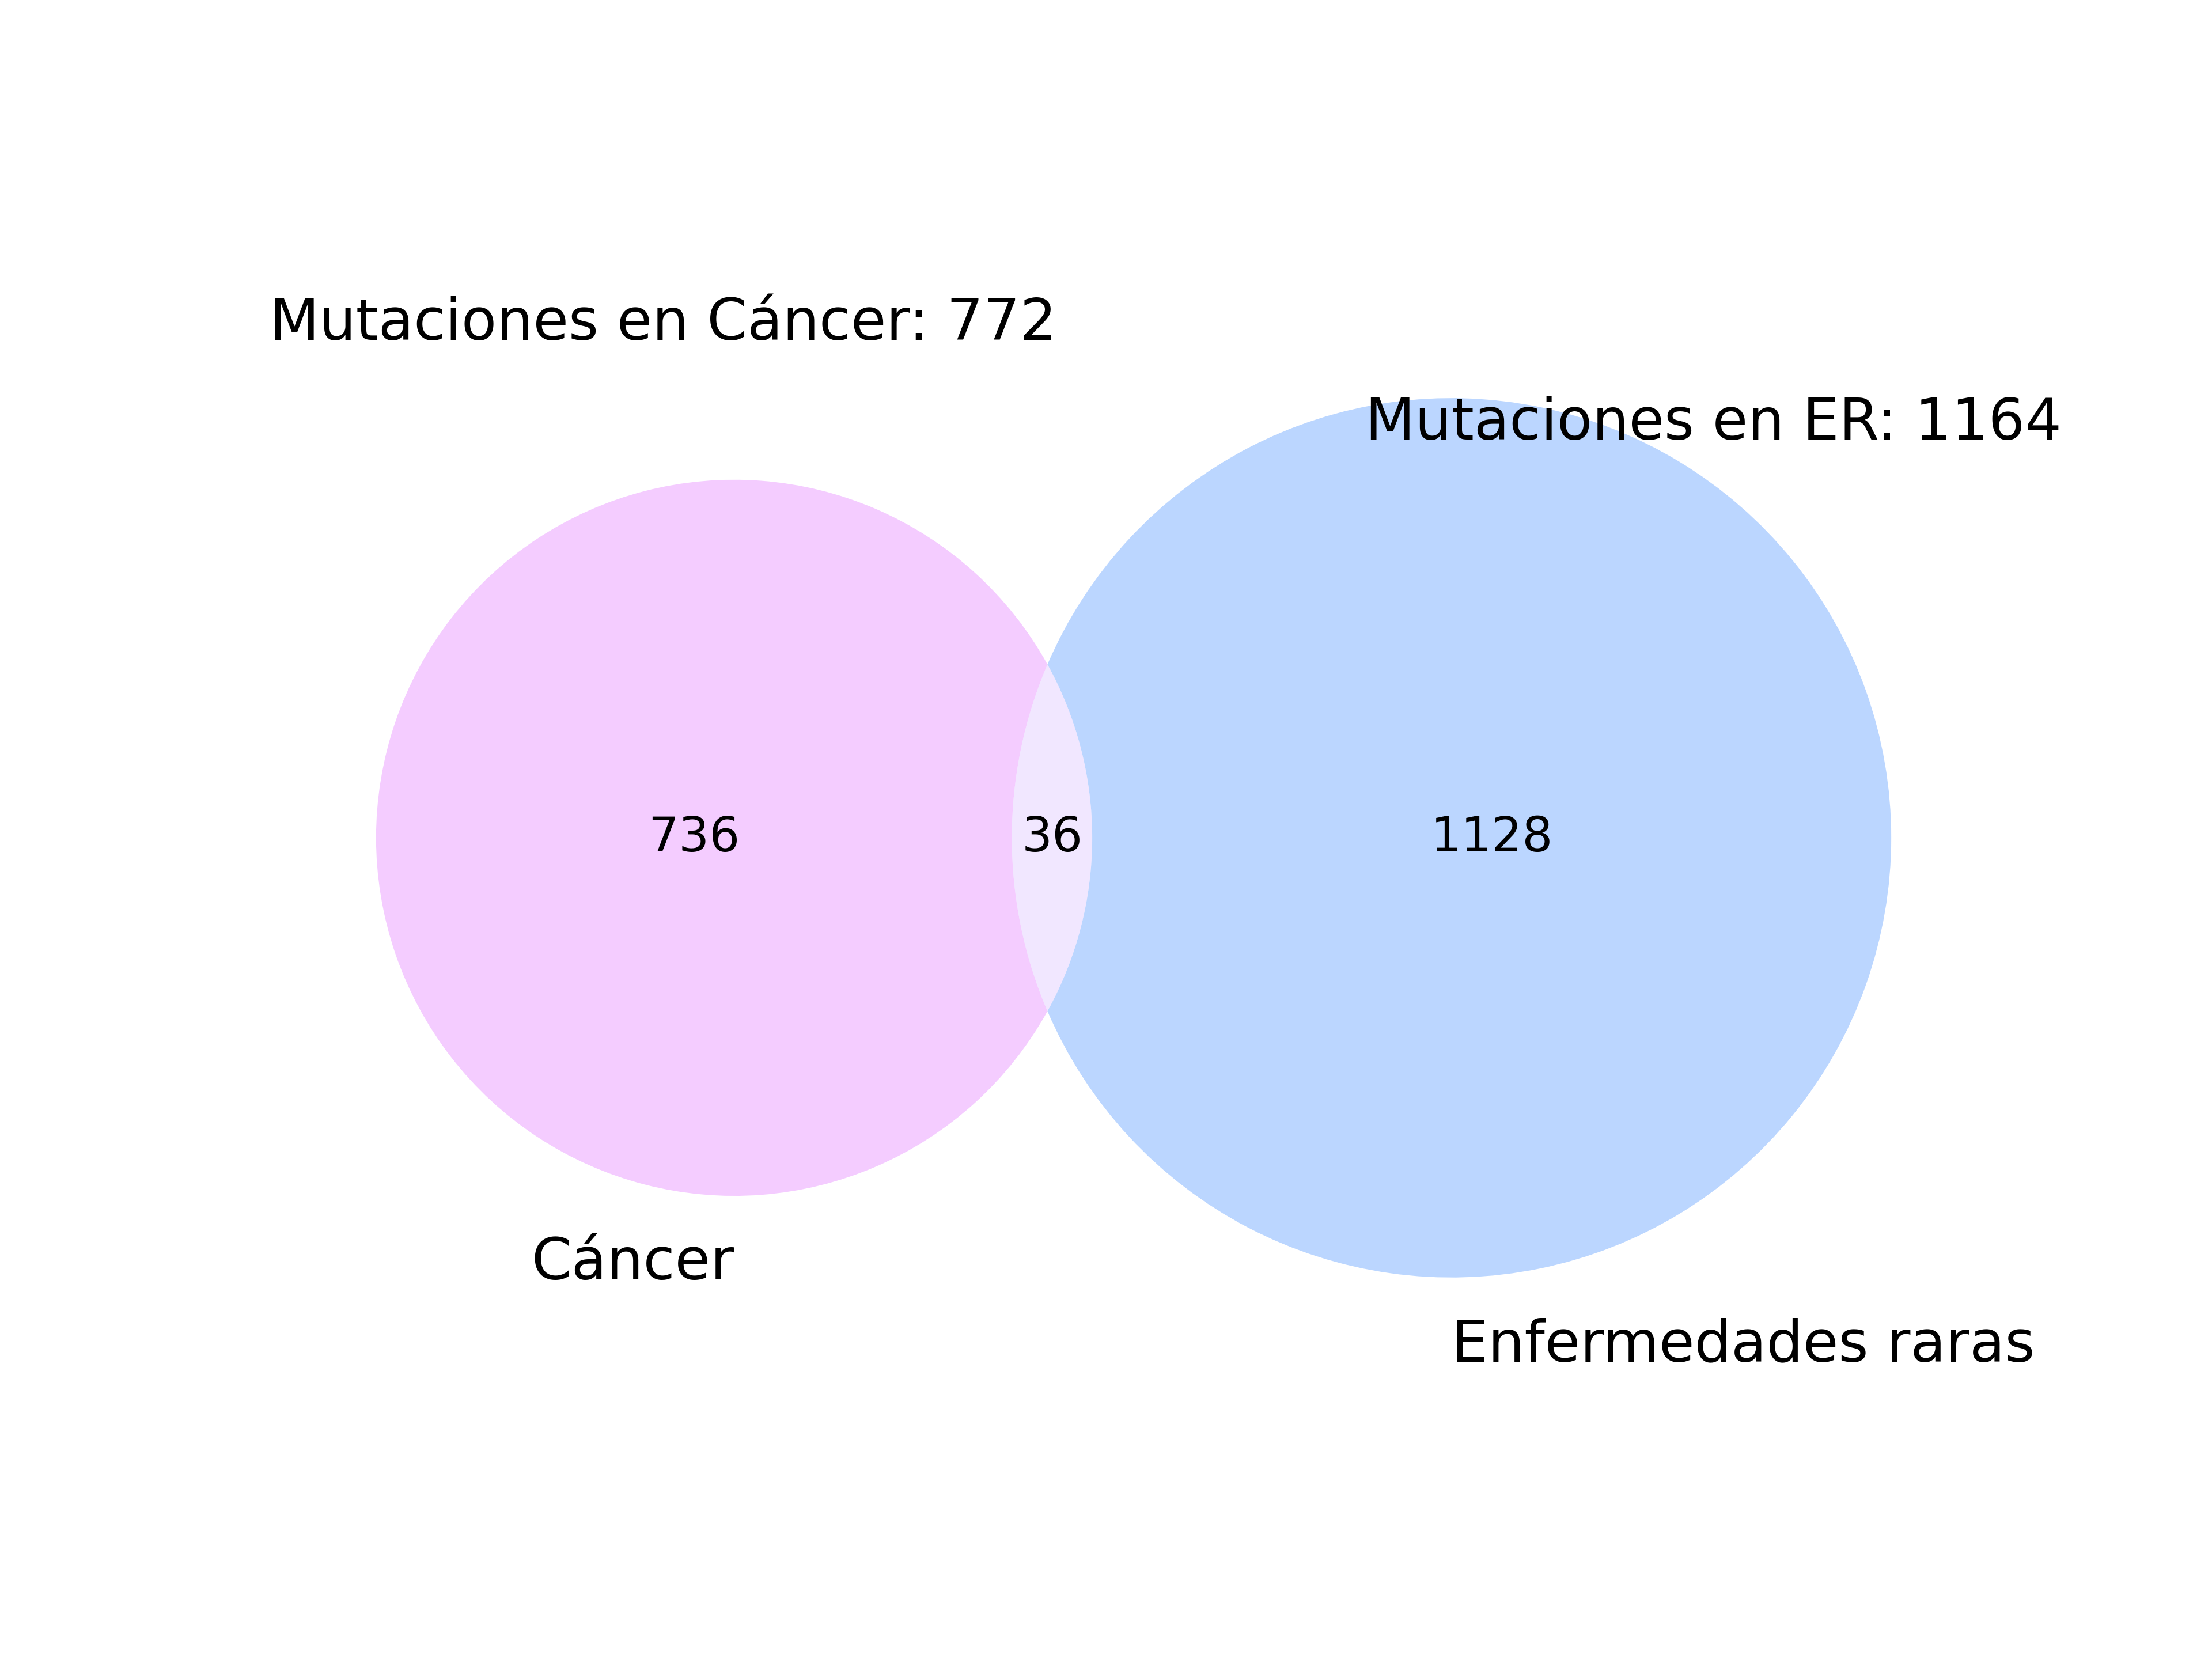 Mutaciones en Cáncer: 772
Mutaciones en ER: 1164
736
36
1128
Cáncer
Enfermedades raras